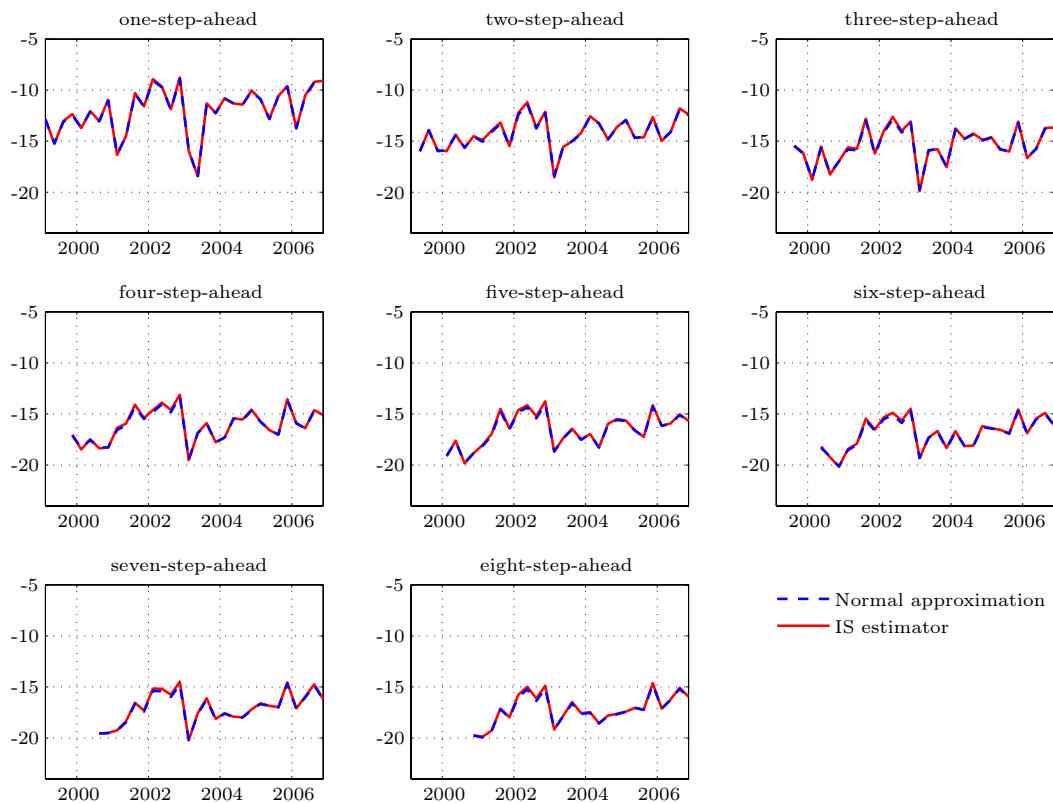 one-step-ahead
two-step-ahead
three-step-ahead
-5
-10
-15
-20
2000 2002 2004 2006
-5
-10
-15
-20
2000 2002 2004 2006
-5
-10
-15
-20
2000 2002 2004 2006
four-step-ahead
five-step-ahead
six-step-ahead
-5
-10
-15
-20
2000 2002 2004 2006
-5
-10
-15
-20
2000 2002 2004 2006
-5
-10
-15
-20
2000 2002 2004 2006
seven-step-ahead
eight-step-ahead
-5
-10
-15
-20
2000 2002 2004 2006
-5
-10
-15
-20
2000 2002 2004 2006
Normal approximation
IS estimator